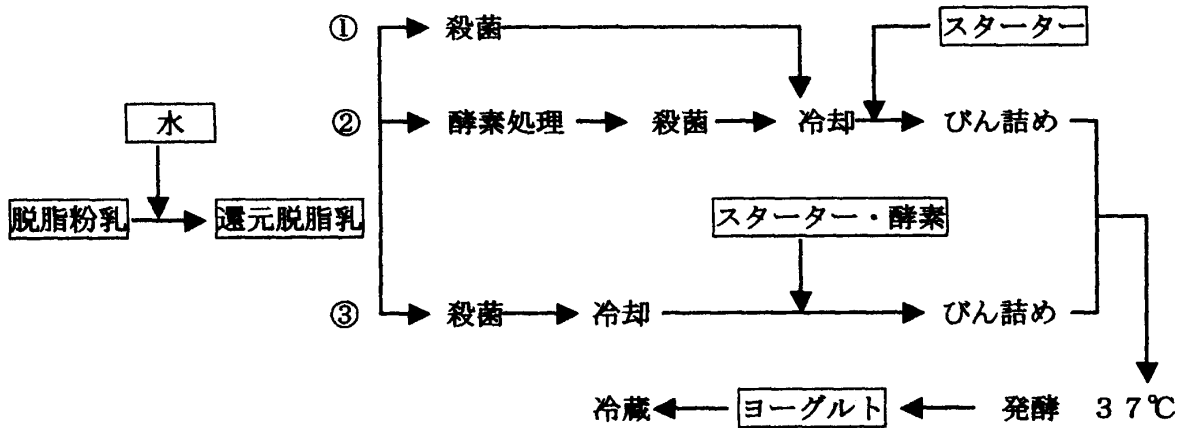 ① 殺菌 スターター
水 ② 酵素処理 殺菌 冷却 びん詰め
脱脂粉乳 還元脱脂乳 スターター・酵素
③ 殺菌 冷却 びん詰め
冷蔵 ヨーグルト 発酵 37℃